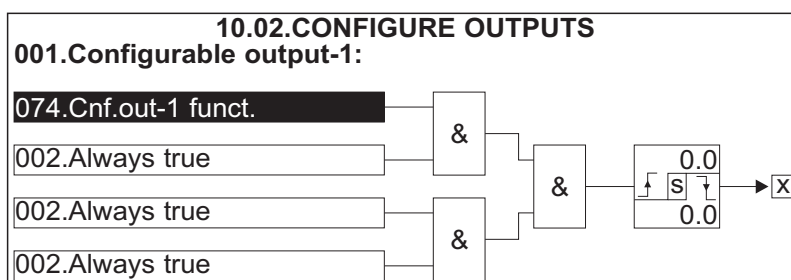 10.02.CONFIGURE OUTPUTS
001.Configurable output-1:
074.Cnf.out-1 funct.
&
002.Always true
0.0
&
S
X
002.Always true
0.0
&
002.Always true